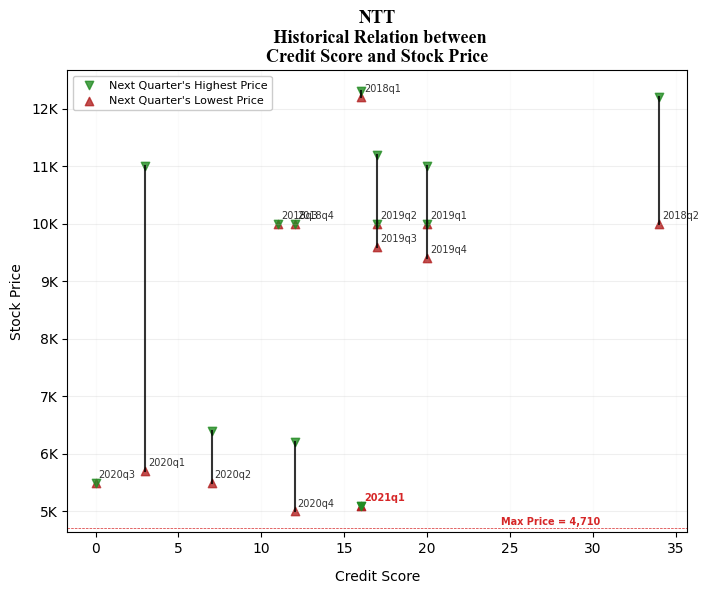 NTT
Historical Relation between
Credit Score and Stock Price
Next Quarter's Highest Price
Next Quarter's Lowest Price
Stock Price
12K
11K
10K
9K
8K
7K
6K
5K
2018q1
2018q3
2018q4
2019q2
2019q1
2018q2
2019q3
2019q4
2020q1
2020q3
2020q2
2020q4
2021q1
Max Price = 4,710
0 5 10 15 20 25 30 35
Credit Score